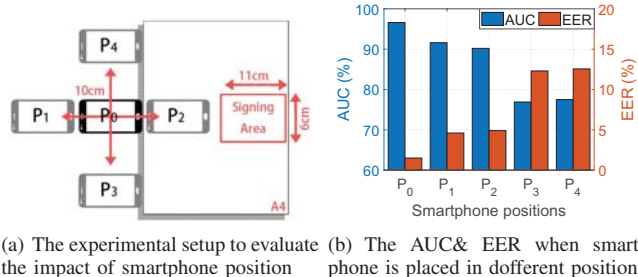 P4
10cm
P1
P0
P2
P3
11cm
Signing
Area
6cm
A4
AUC EER
AUC (%)
100
90
80
70
60
EER (%)
20
15
10
5
0
P0 P1 P2 P3 P4
Smartphone positions
(a) The experimental setup to evaluate
the impact of smartphone position
(b) The AUC& EER when smart
phone is placed in dofferent position